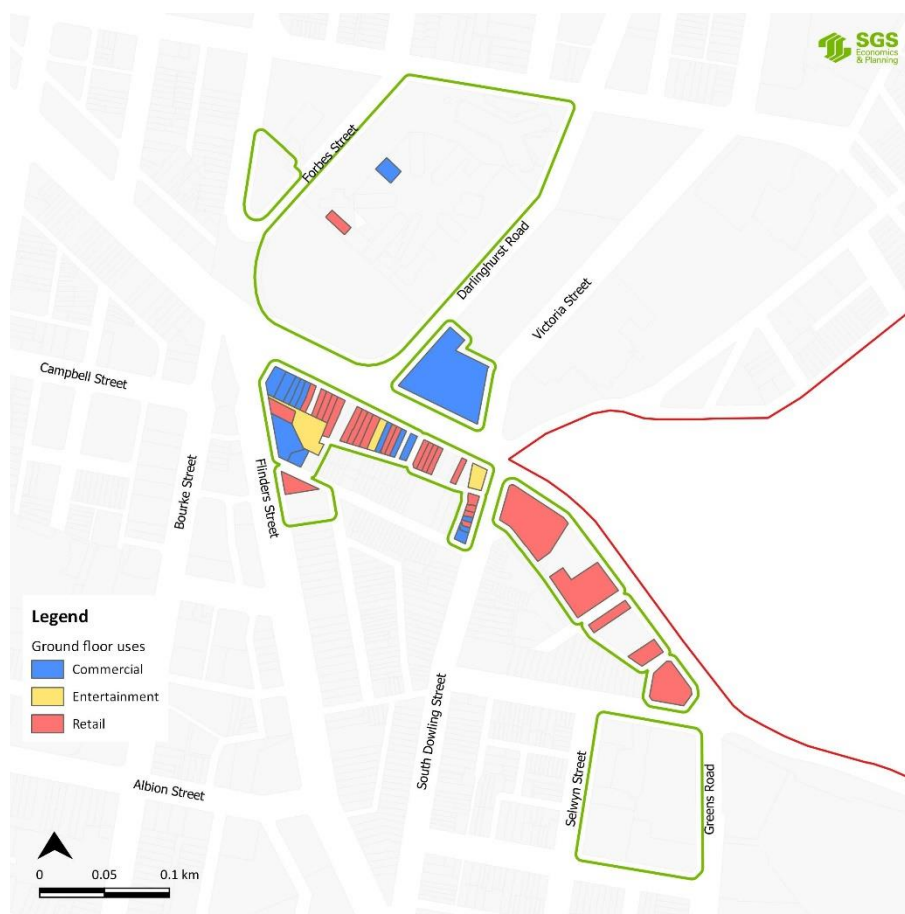 SGS
Economics
& Planning
Forbes Street
Darlinghurst Road
Victoria Street
Campbell Street
Bourke Street
Flinders Street
South Dowling Street
Selwyn Street
Greens Road
Albion Street
Legend
Ground floor uses
Commercial
Entertainment
Retail
0 0.05 0.1 km